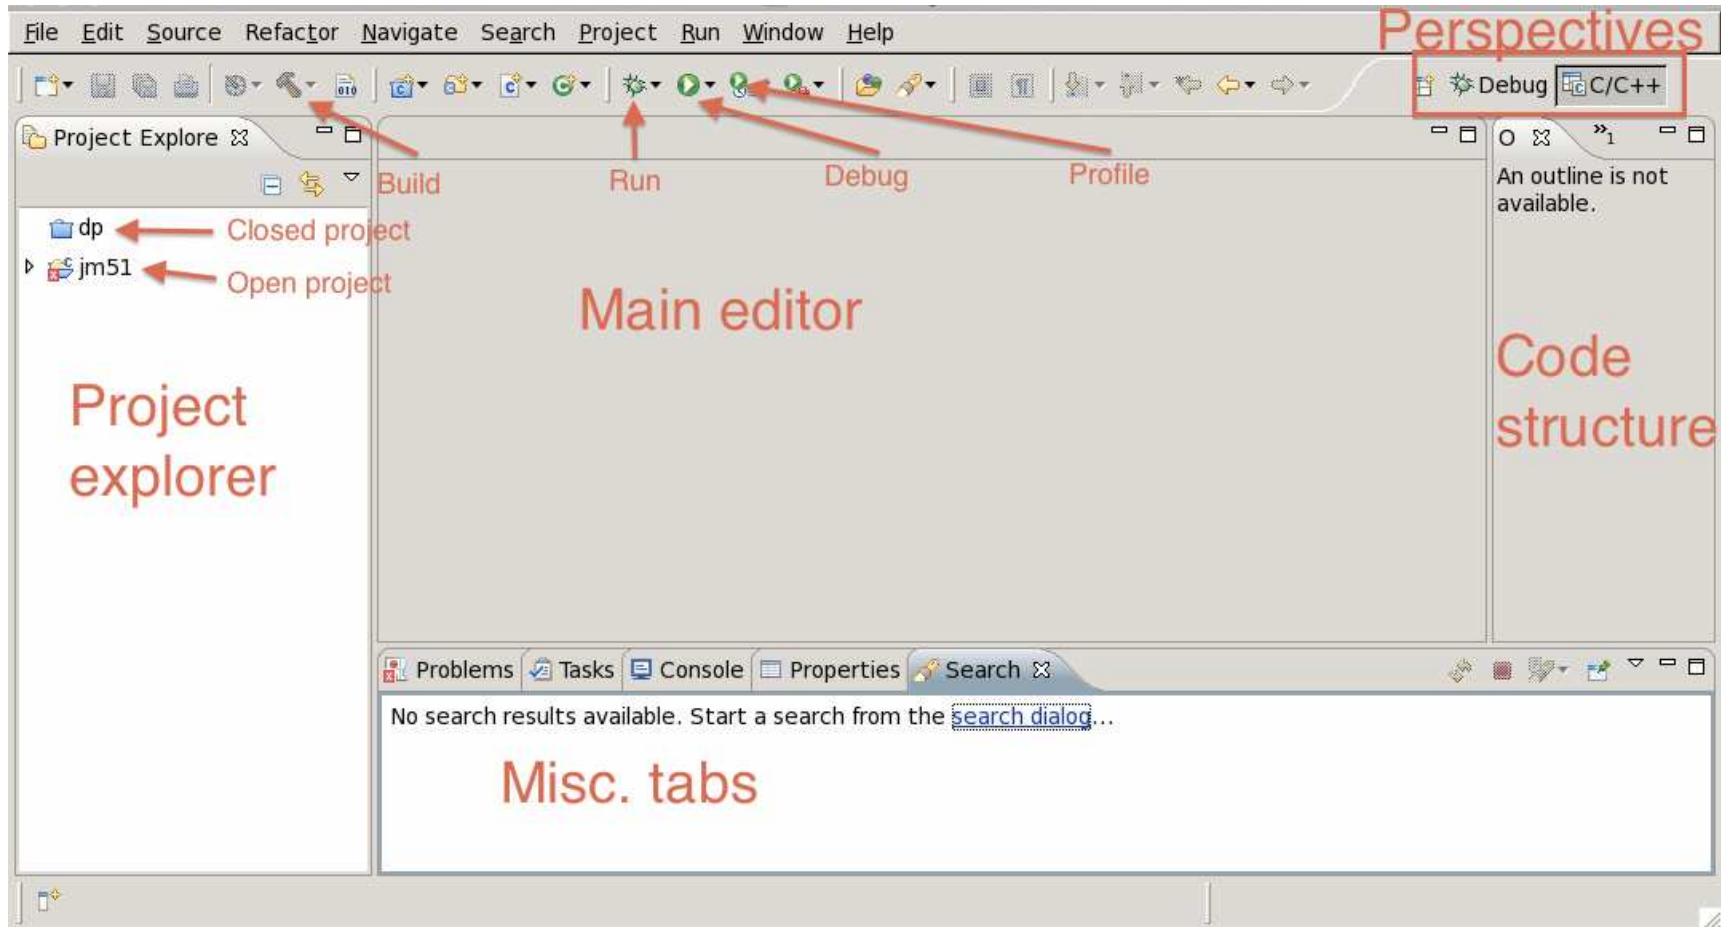 File Edit Source Refactor Navigate Search Project Run Window Help
Perspectives
Debug C/C++
Project Explore
O »1
Build Run Debug Profile
An outline is not
available.
dp Closed project
jm51 Open project
Main editor
Project
explorer
Code
structure
Problems Tasks Console Properties Search
No search results available. Start a search from the search dialog...
Misc. tabs